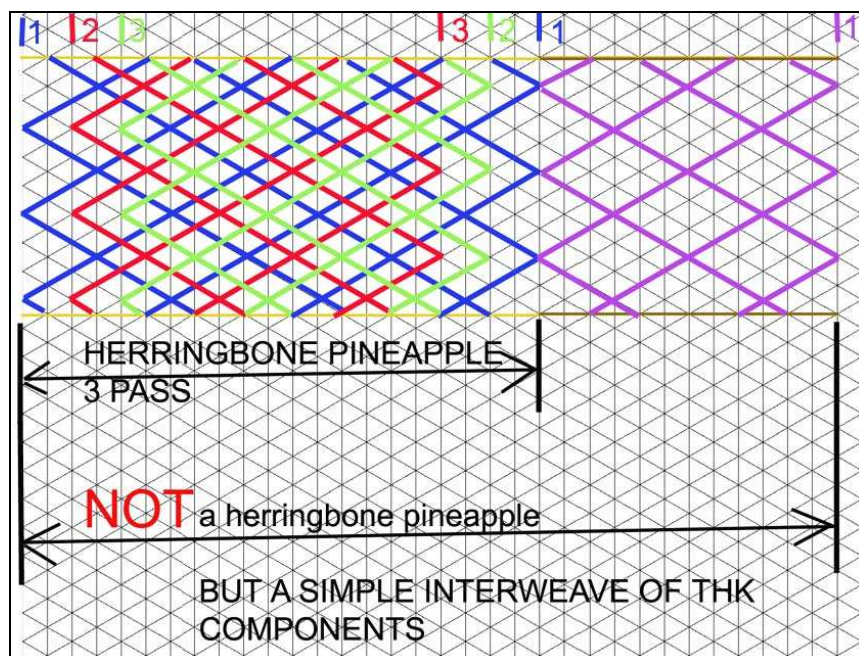 1 2 3 3 2 1 1
HERRINGBONE PINEAPPLE
3 PASS
NOT a herringbone pineapple
BUT A SIMPLE INTERWEAVE OF THK
COMPONENTS